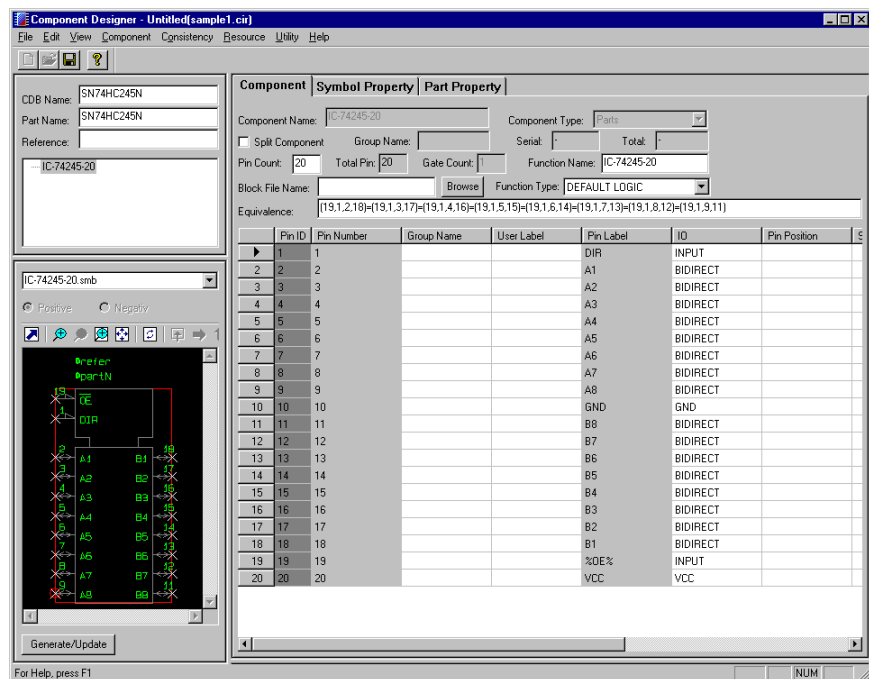 Component Designer - Untitled(sample1.cir)
File Edit View Component Consistency Resource Utility Help
CDB Name: SN74HC245N
Part Name: SN74HC245N
Reference:
IC-74245-20
Component Symbol Property Part Property
Component Name: IC-74245-20 Component Type: Parts
Split Component Group Name: Serial: - Total: -
Pin Count: 20 Total Pin: 20 Gate Count: 1 Function Name: IC-74245-20
Block File Name: Browse Function Type: DEFAULT LOGIC
Equivalence: (19,1,2,18)=(19,1,3,17)=(19,1,4,16)=(19,1,5,15)=(19,1,6,14)=(19,1,7,13)=(19,1,8,12)=(19,1,9,11)
Pin ID Pin Number Group Name User Label Pin Label IO Pin Position S
1 1 DIR INPUT
2 2 2 A1 BIDIRECT
3 3 3 A2 BIDIRECT
4 4 4 A3 BIDIRECT
5 5 5 A4 BIDIRECT
6 6 6 A5 BIDIRECT
7 7 7 A6 BIDIRECT
8 8 8 A7 BIDIRECT
9 9 9 A8 BIDIRECT
10 10 10 GND GND
11 11 11 B8 BIDIRECT
12 12 12 B7 BIDIRECT
13 13 13 B6 BIDIRECT
14 14 14 B5 BIDIRECT
15 15 15 B4 BIDIRECT
16 16 16 B3 BIDIRECT
17 17 17 B2 BIDIRECT
18 18 18 B1 BIDIRECT
19 19 19 %OE% INPUT
20 20 20 VCC VCC
IC-74245-20.smb
Positive Negativ
1
0refer
0partN
19 OE
1 DIR
2 A1 B1 18
3 A2 B2 17
4 A3 B3 16
5 A4 B4 15
6 A5 B5 14
7 A6 B6 13
8 A7 B7 12
9 A8 B8 11
Generate/Update
For Help, press F1
NUM